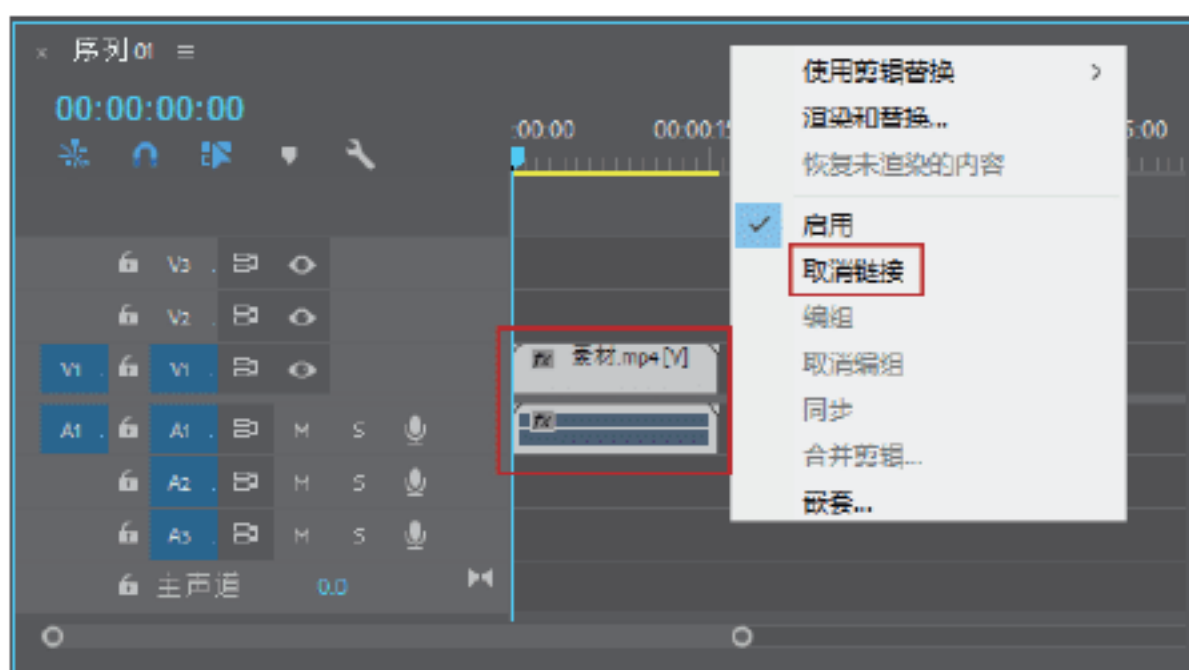 × 序列 01 ≡
00:00:00:00
:00:00
00:00:15
5:00
使用剪辑替换 >
渲染和替换...
恢复未渲染的内容
启用
取消链接
编组
取消编组
同步
合并剪辑...
嵌套...
V3
V2
V1 V1
fx 素材.mp4 [V]
A1 A1 M S
fx
A2 M S
A3 M S
主声道 0.0